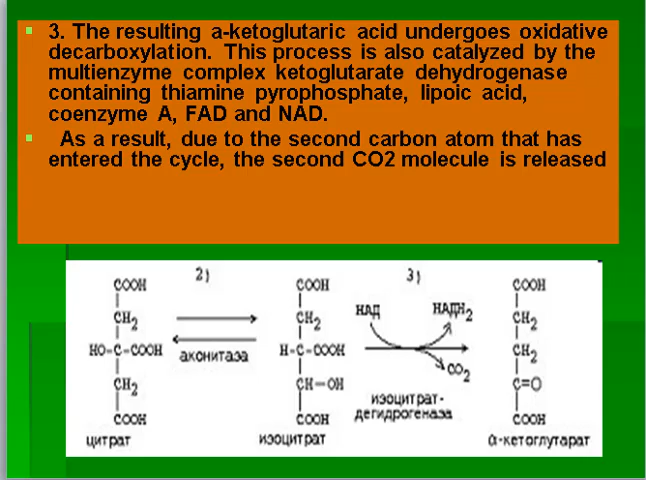 3. The resulting a-ketoglutaric acid undergoes oxidative
decarboxylation. This process is also catalyzed by the
multienzyme complex ketoglutarate dehydrogenase
containing thiamine pyrophosphate, lipoic acid,
coenzyme A, FAD and NAD.
As a result, due to the second carbon atom that has
entered the cycle, the second CO2 molecule is released
2) 3)
COOH COOH COOH
CH2 CH2 НАД НАДН2 CH2
HO-C-COOH аконитаза H-C-COOH CO2 CH2
CH2 CH-OH изоцитрат- C=O
дегидрогеназа
COOH COOH COOH
цитрат изоцитрат α-кетоглутарат